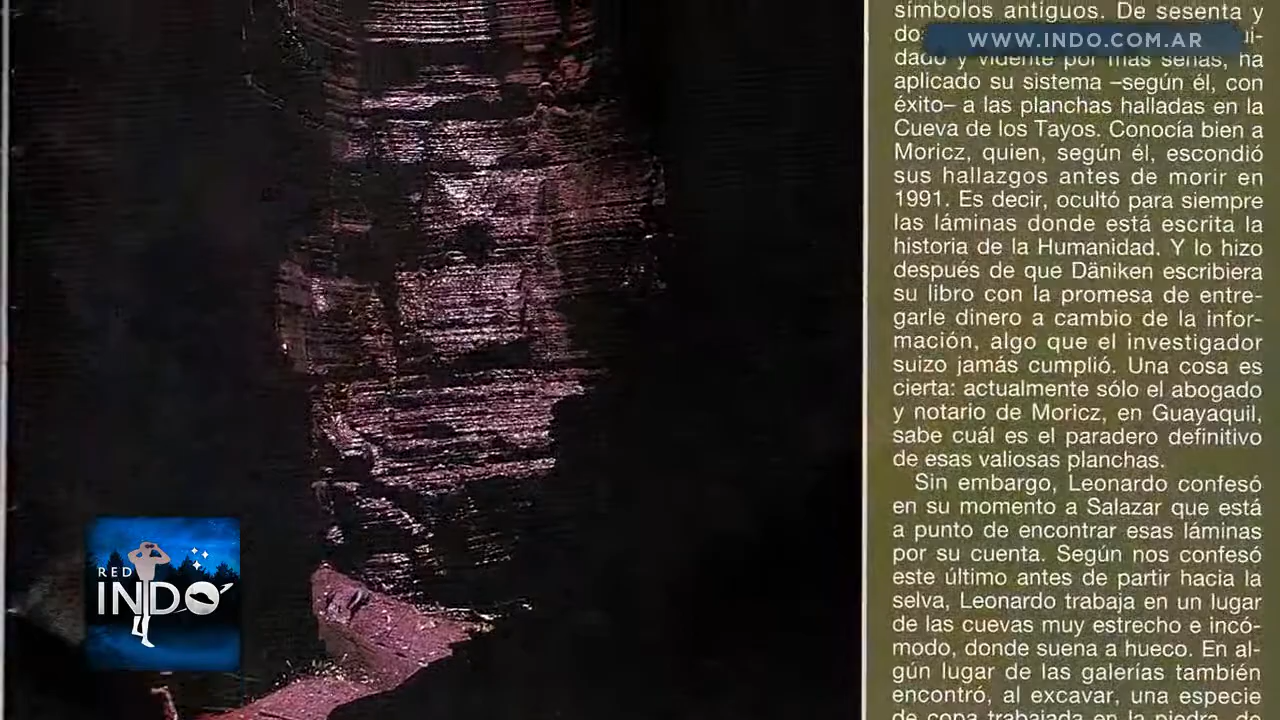 símbolos antiguos. De sesenta y
WWW.INDO.COM.AR
dado y vidente por más señas, ha
aplicado su sistema –según él, con
éxito– a las planchas halladas en la
Cueva de los Tayos. Conocía bien a
Moricz, quien, según él, escondió
sus hallazgos antes de morir en
1991. Es decir, ocultó para siempre
las láminas donde está escrita la
historia de la Humanidad. Y lo hizo
después de que Däniken escribiera
su libro con la promesa de entre-
garle dinero a cambio de la infor-
mación, algo que el investigador
suizo jamás cumplió. Una cosa es
cierta: actualmente sólo el abogado
y notario de Moricz, en Guayaquil,
sabe cuál es el paradero definitivo
de esas valiosas planchas.
Sin embargo, Leonardo confesó
en su momento a Salazar que está
a punto de encontrar esas láminas
por su cuenta. Según nos confesó
este último antes de partir hacia la
selva, Leonardo trabaja en un lugar
de las cuevas muy estrecho e incó-
modo, donde suena a hueco. En al-
gún lugar de las galerías también
encontró, al excavar, una especie
de copa trabajada en la piedra, de
RED
INDO